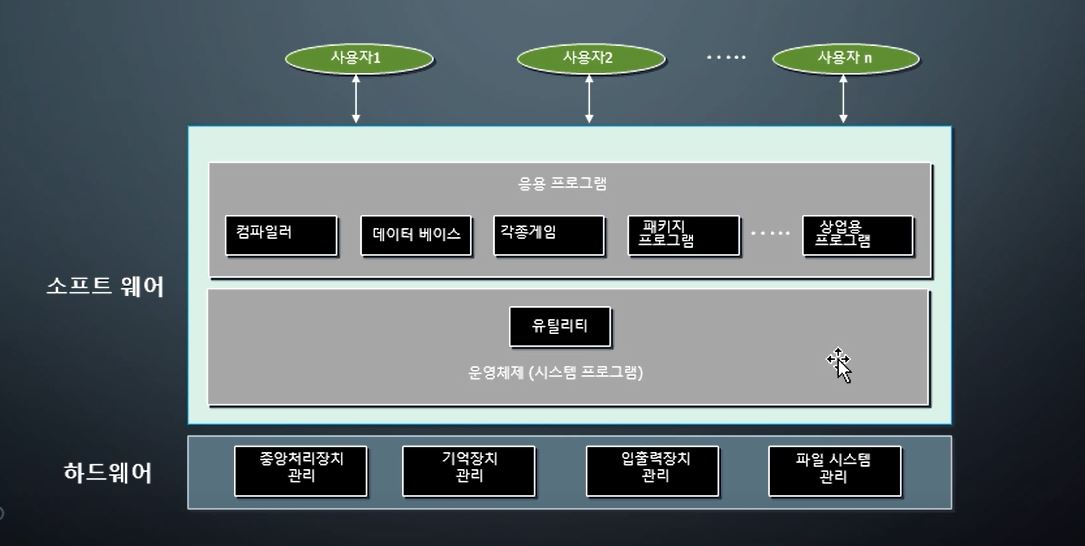 사용자1
사용자2
.....
사용자 n
응용 프로그램
컴파일러
데이터 베이스
각종게임
패키지
프로그램
.....
상업용
프로그램
소프트 웨어
유틸리티
운영체제 (시스템 프로그램)
하드웨어
중앙처리장치
관리
기억장치
관리
입출력장치
관리
파일 시스템
관리